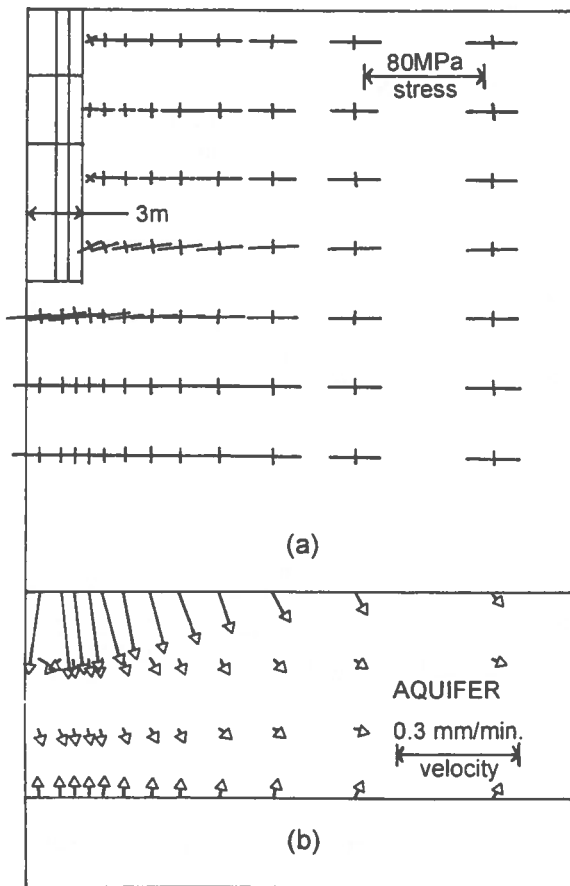 80MPa
stress
3m
(a)
AQUIFER
0.3 mm/min.
velocity
(b)